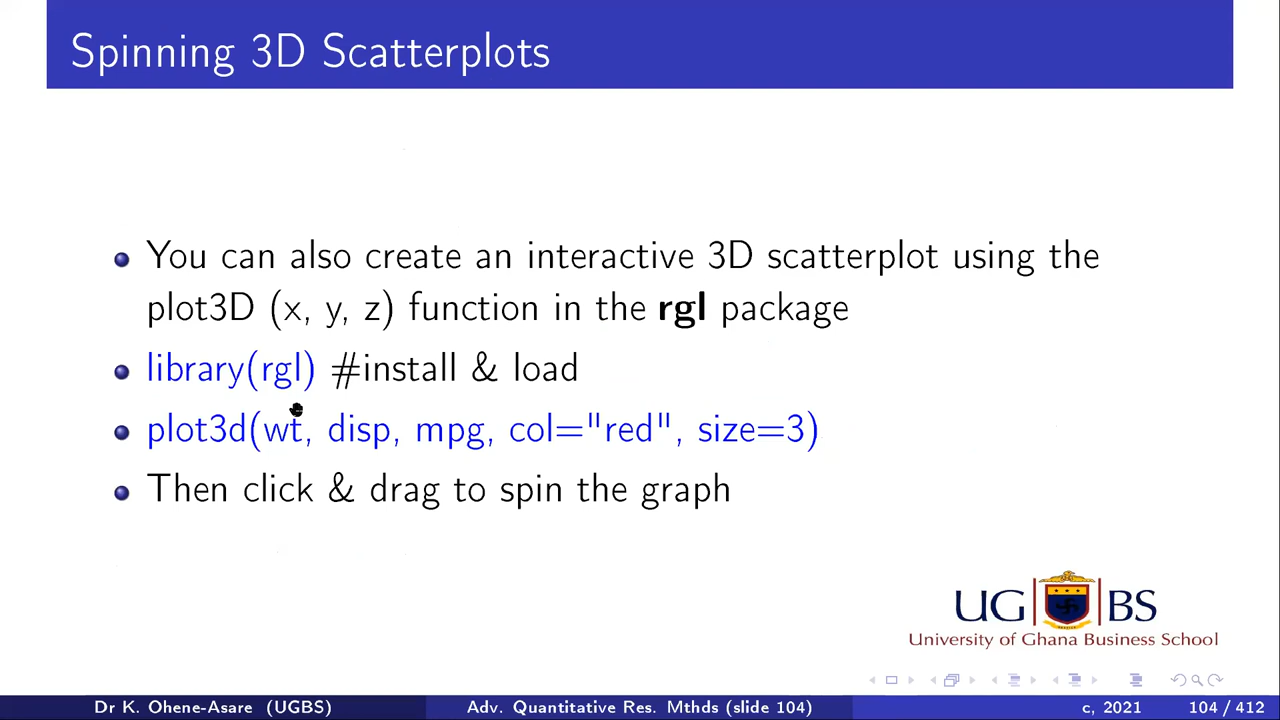 Spinning 3D Scatterplots
You can also create an interactive 3D scatterplot using the
plot3D (x, y, z) function in the rgl package
library(rgl) #install & load
plot3d(wt, disp, mpg, col="red", size=3)
Then click & drag to spin the graph
UG BS
University of Ghana Business School
Dr K. Ohene-Asare (UGBS) Adv. Quantitative Res. Mthds (slide 104) c, 2021 104 / 412